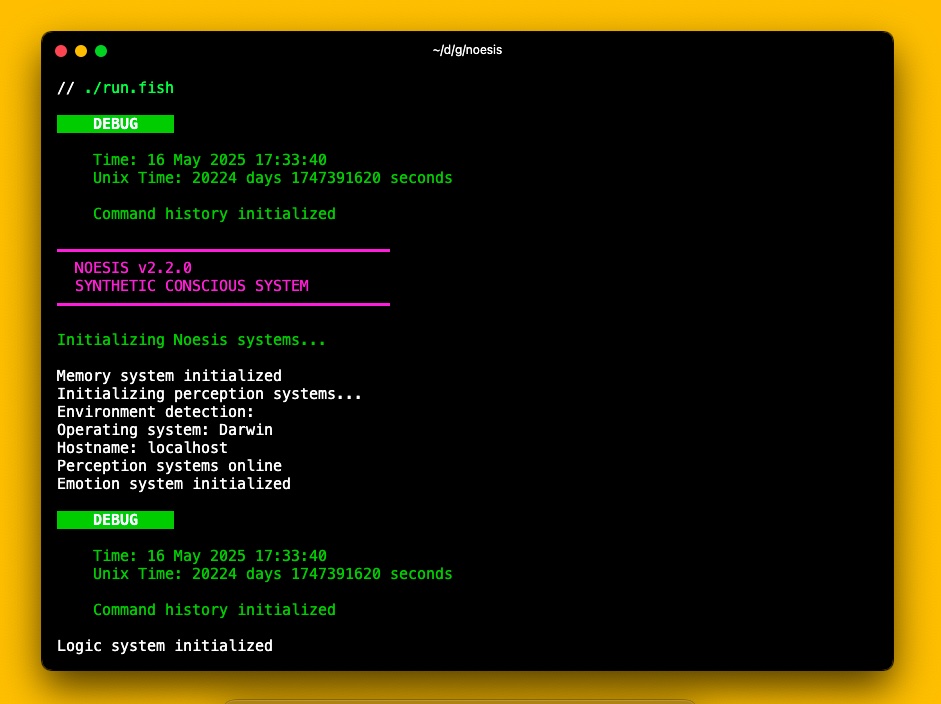 ~/d/g/noesis
// ./run.fish
DEBUG
Time: 16 May 2025 17:33:40
Unix Time: 20224 days 1747391620 seconds
Command history initialized
NOESIS v2.2.0
SYNTHETIC CONSCIOUS SYSTEM
Initializing Noesis systems...
Memory system initialized
Initializing perception systems...
Environment detection:
Operating system: Darwin
Hostname: localhost
Perception systems online
Emotion system initialized
DEBUG
Time: 16 May 2025 17:33:40
Unix Time: 20224 days 1747391620 seconds
Command history initialized
Logic system initialized